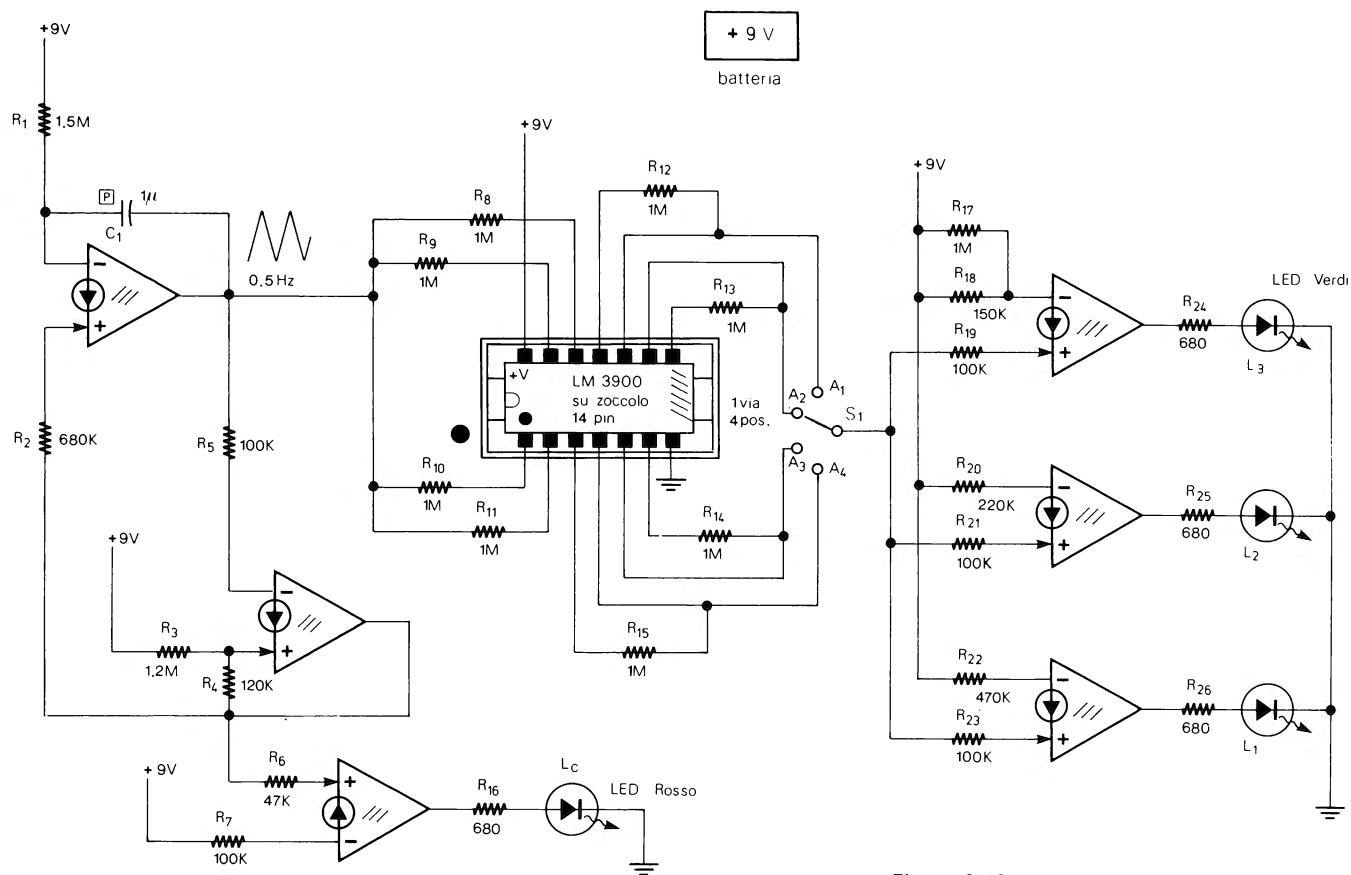 + 9 V
batteria
+9V
R1 1.5M
P 1µ
C1
0.5Hz
R2 680K
R5 100K
+9V
R3
1.2M
R4 120K
+9V
R6
47K
R7
100K
R16
680
LC
LED Rosso
+9V
R8
1M
R9
1M
R10
1M
R11
1M
R12
1M
R13
1M
R14
1M
R15
1M
+V LM 3900
su zoccolo
14 pin
1 via
4 pos.
A1
A2
A3
A4
S1
+9V
R17
1M
R18
150K
R19
100K
R20
220K
R21
100K
R22
470K
R23
100K
R24
680
LED Verdi
L3
R25
680
L2
R26
680
L1